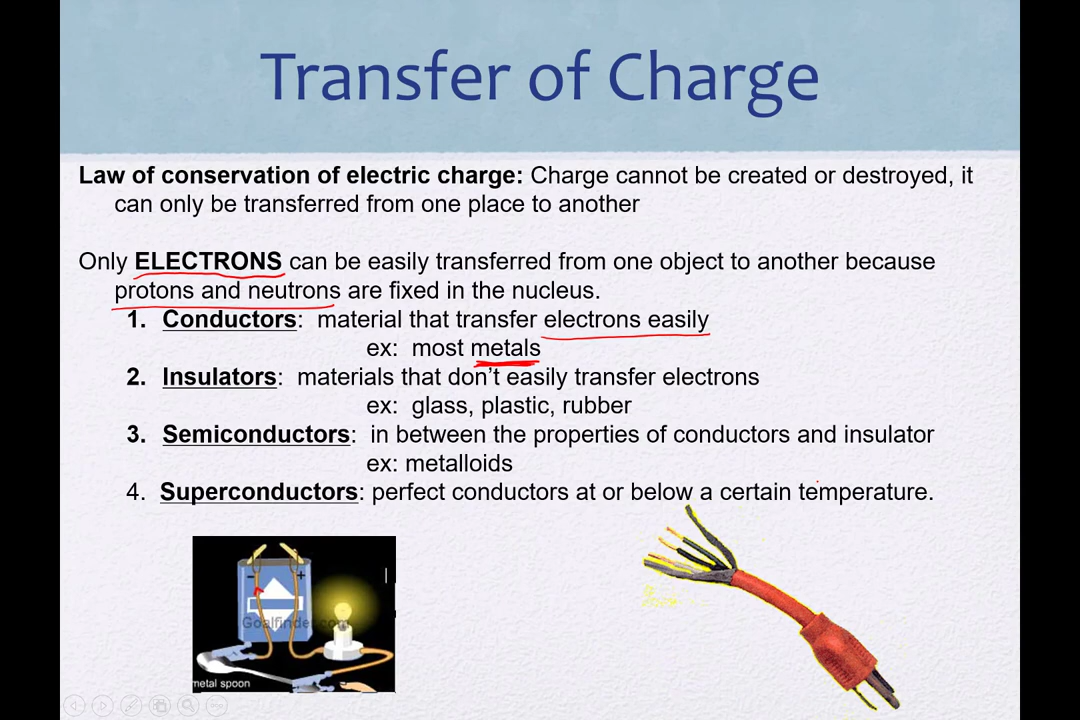 Transfer of Charge
Law of conservation of electric charge: Charge cannot be created or destroyed, it
can only be transferred from one place to another
Only ELECTRONS can be easily transferred from one object to another because
protons and neutrons are fixed in the nucleus.
1. Conductors: material that transfer electrons easily
ex: most metals
2. Insulators: materials that don't easily transfer electrons
ex: glass, plastic, rubber
3. Semiconductors: in between the properties of conductors and insulator
ex: metalloids
4. Superconductors: perfect conductors at or below a certain temperature.
- +
Goalfinder.com
metal spoon